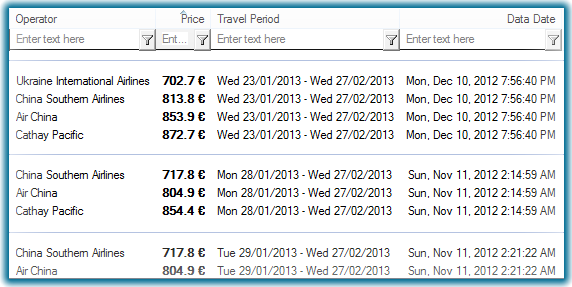 Operator Price Travel Period Data Date
Enter text here Ent... Enter text here Enter text here
Ukraine International Airlines 702.7 € Wed 23/01/2013 - Wed 27/02/2013 Mon, Dec 10, 2012 7:56:40 PM
China Southern Airlines 813.8 € Wed 23/01/2013 - Wed 27/02/2013 Mon, Dec 10, 2012 7:56:40 PM
Air China 853.9 € Wed 23/01/2013 - Wed 27/02/2013 Mon, Dec 10, 2012 7:56:40 PM
Cathay Pacific 872.7 € Wed 23/01/2013 - Wed 27/02/2013 Mon, Dec 10, 2012 7:56:40 PM
China Southern Airlines 717.8 € Mon 28/01/2013 - Wed 27/02/2013 Sun, Nov 11, 2012 2:14:59 AM
Air China 804.9 € Mon 28/01/2013 - Wed 27/02/2013 Sun, Nov 11, 2012 2:14:59 AM
Cathay Pacific 854.4 € Mon 28/01/2013 - Wed 27/02/2013 Sun, Nov 11, 2012 2:14:59 AM
China Southern Airlines 717.8 € Tue 29/01/2013 - Wed 27/02/2013 Sun, Nov 11, 2012 2:21:22 AM
Air China 804.9 € Tue 29/01/2013 - Wed 27/02/2013 Sun, Nov 11, 2012 2:21:22 AM